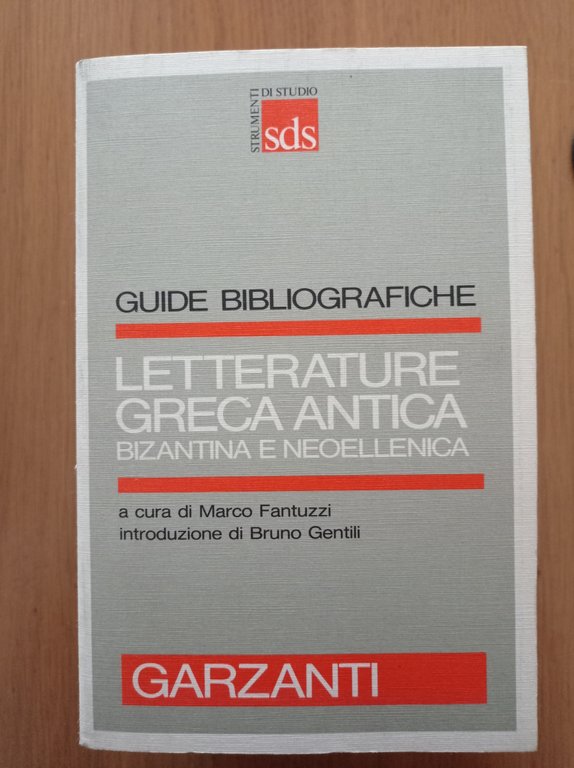 STRUMENTI DI STUDIO
sds
GUIDE BIBLIOGRAFICHE
LETTERATURE
GRECA ANTICA
BIZANTINA E NEOELLENICA
a cura di Marco Fantuzzi
introduzione di Bruno Gentili
GARZANTI